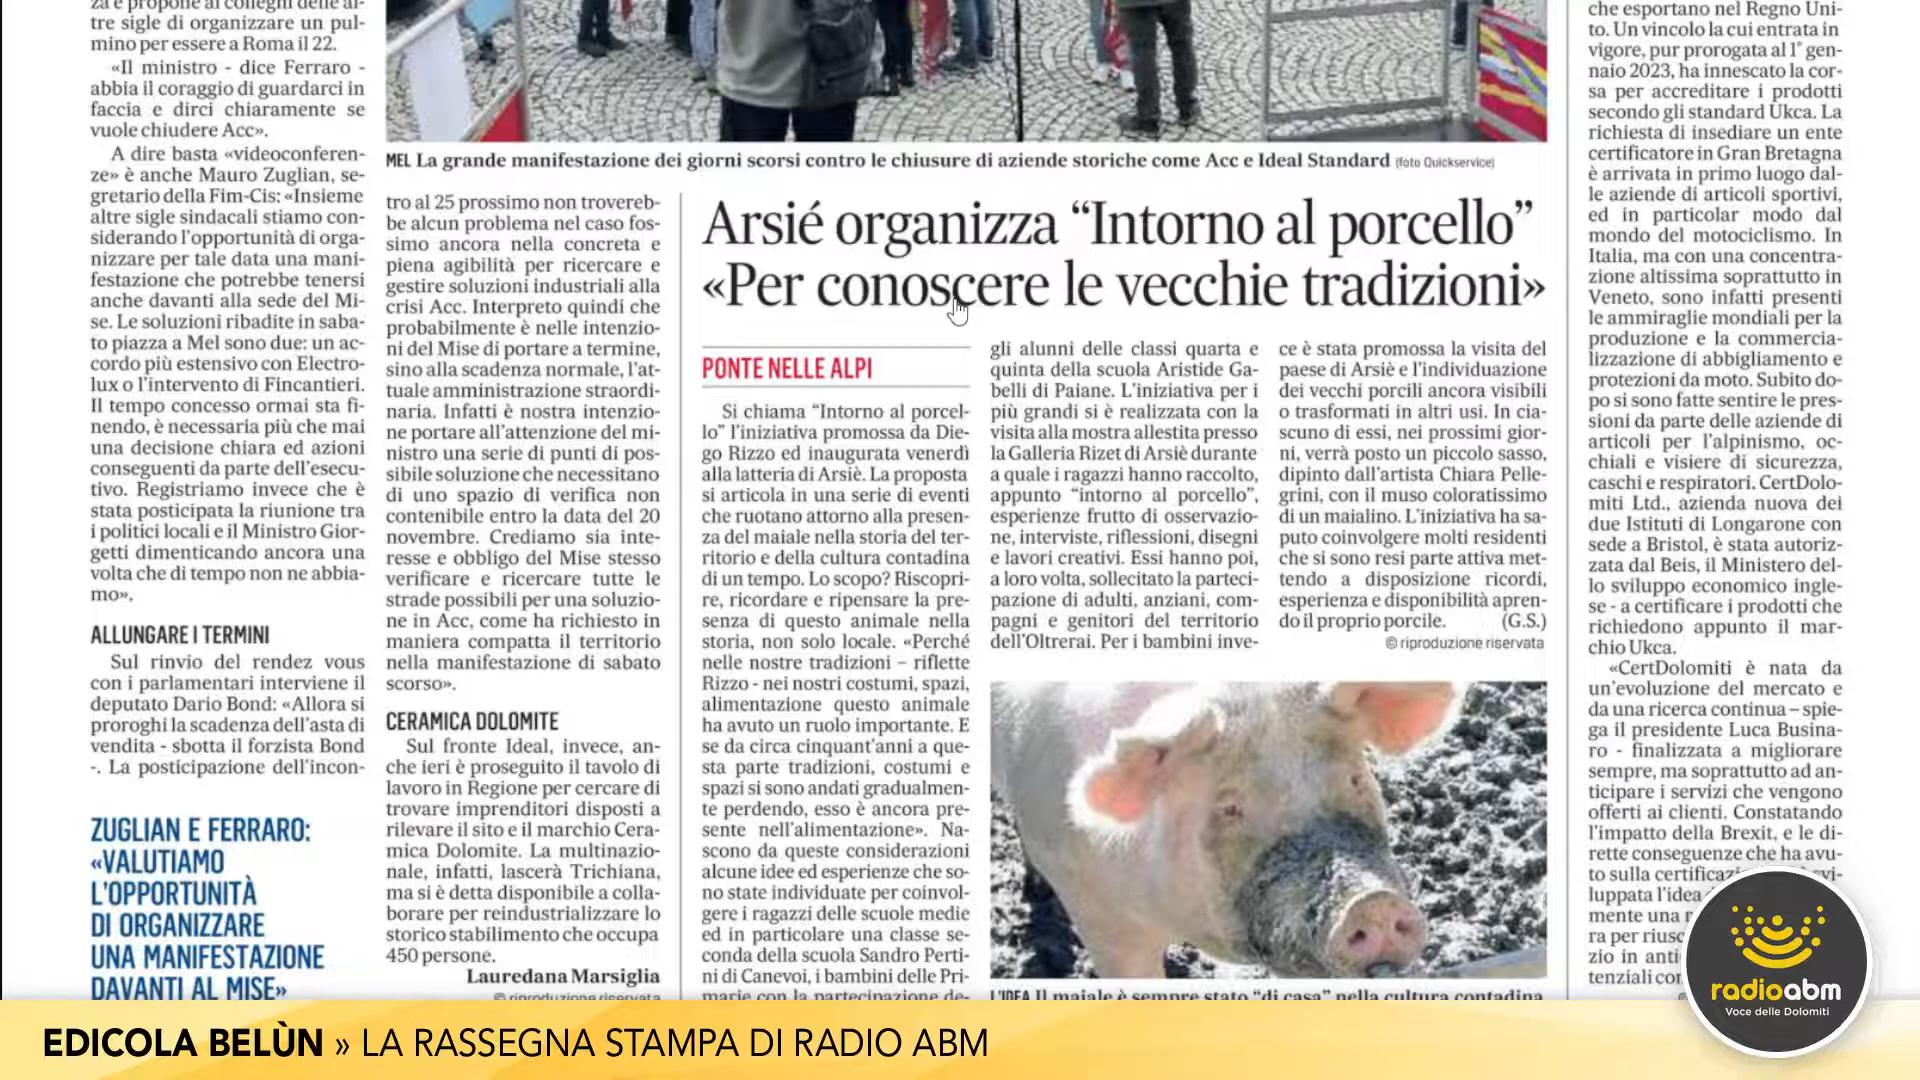 za e propone ai colleghi delle al-
tre sigle di organizzare un pul-
mino per essere a Roma il 22.
«Il ministro - dice Ferraro -
abbia il coraggio di guardarci in
faccia e dirci chiaramente se
vuole chiudere Acc».
A dire basta «videoconferen-
ze» è anche Mauro Zuglian, se-
gretario della Fim-Cis: «Insieme
altre sigle sindacali stiamo con-
siderando l'opportunità di orga-
nizzare per tale data una mani-
festazione che potrebbe tenersi
anche davanti alla sede del Mi-
se. Le soluzioni ribadite in saba-
to piazza a Mel sono due: un ac-
cordo più estensivo con Electro-
lux o l'intervento di Fincantieri.
Il tempo concesso ormai sta fi-
nendo, è necessaria più che mai
una decisione chiara ed azioni
conseguenti da parte dell'esecu-
tivo. Registriamo invece che è
stata posticipata la riunione tra
i politici locali e il Ministro Gior-
getti dimenticando ancora una
volta che di tempo non ne abbia-
mo».
ALLUNGARE I TERMINI
Sul rinvio del rendez vous
con i parlamentari interviene il
deputato Dario Bond: «Allora si
proroghi la scadenza dell'asta di
vendita - sbotta il forzista Bond
-. La posticipazione dell'incon-
ZUGLIAN E FERRARO:
«VALUTIAMO
L'OPPORTUNITÀ
DI ORGANIZZARE
UNA MANIFESTAZIONE
DAVANTI AL MISE»
MEL La grande manifestazione dei giorni scorsi contro le chiusure di aziende storiche come Acc e Ideal Standard (foto Quickservice)
tro al 25 prossimo non trovereb-
be alcun problema nel caso fos-
simo ancora nella concreta e
piena agibilità per ricercare e
gestire soluzioni industriali alla
crisi Acc. Interpreto quindi che
probabilmente è nelle intenzio-
ni del Mise di portare a termine,
sino alla scadenza normale, l'at-
tuale amministrazione straordi-
naria. Infatti è nostra intenzio-
ne portare all'attenzione del mi-
nistro una serie di punti di pos-
sibile soluzione che necessitano
di uno spazio di verifica non
contenibile entro la data del 20
novembre. Crediamo sia inte-
resse e obbligo del Mise stesso
verificare e ricercare tutte le
strade possibili per una soluzio-
ne in Acc, come ha richiesto in
maniera compatta il territorio
nella manifestazione di sabato
scorso».
CERAMICA DOLOMITE
Sul fronte Ideal, invece, an-
che ieri è proseguito il tavolo di
lavoro in Regione per cercare di
trovare imprenditori disposti a
rilevare il sito e il marchio Cera-
mica Dolomite. La multinazio-
nale, infatti, lascerà Trichiana,
ma si è detta disponibile a colla-
borare per reindustrializzare lo
storico stabilimento che occupa
450 persone.
Lauredana Marsiglia
© riproduzione riservata
Arsié organizza “Intorno al porcello”
«Per conoscere le vecchie tradizioni»
PONTE NELLE ALPI
Si chiama “Intorno al porcel-
lo” l'iniziativa promossa da Die-
go Rizzo ed inaugurata venerdì
alla latteria di Arsiè. La proposta
si articola in una serie di eventi
che ruotano attorno alla presen-
za del maiale nella storia del ter-
ritorio e della cultura contadina
di un tempo. Lo scopo? Riscopri-
re, ricordare e ripensare la pre-
senza di questo animale nella
storia, non solo locale. «Perché
nelle nostre tradizioni – riflette
Rizzo - nei nostri costumi, spazi,
alimentazione questo animale
ha avuto un ruolo importante. E
se da circa cinquant'anni a que-
sta parte tradizioni, costumi e
spazi si sono andati gradualmen-
te perdendo, esso è ancora pre-
sente nell'alimentazione». Na-
scono da queste considerazioni
alcune idee ed esperienze che so-
no state individuate per coinvol-
gere i ragazzi delle scuole medie
ed in particolare una classe se-
conda della scuola Sandro Perti-
ni di Canevoi, i bambini delle Pri-
marie con la partecipazione de-
gli alunni delle classi quarta e
quinta della scuola Aristide Ga-
belli di Paiane. L'iniziativa per i
più grandi si è realizzata con la
visita alla mostra allestita presso
la Galleria Rizet di Arsiè durante
a quale i ragazzi hanno raccolto,
appunto “intorno al porcello”,
esperienze frutto di osservazio-
ne, interviste, riflessioni, disegni
e lavori creativi. Essi hanno poi,
a loro volta, sollecitato la parteci-
pazione di adulti, anziani, com-
pagni e genitori del territorio
dell'Oltrerai. Per i bambini inve-
ce è stata promossa la visita del
paese di Arsiè e l'individuazione
dei vecchi porcili ancora visibili
o trasformati in altri usi. In cia-
scuno di essi, nei prossimi gior-
ni, verrà posto un piccolo sasso,
dipinto dall'artista Chiara Pelle-
grini, con il muso coloratissimo
di un maialino. L'iniziativa ha sa-
puto coinvolgere molti residenti
che si sono resi parte attiva met-
tendo a disposizione ricordi,
esperienza e disponibilità apren-
do il proprio porcile. (G.S.)
© riproduzione riservata
L'IDEA Il maiale è sempre stato “di casa” nella cultura contadina
che esportano nel Regno Uni-
to. Un vincolo la cui entrata in
vigore, pur prorogata al 1° gen-
naio 2023, ha innescato la cor-
sa per accreditare i prodotti
secondo gli standard Ukca. La
richiesta di insediare un ente
certificatore in Gran Bretagna
è arrivata in primo luogo dal-
le aziende di articoli sportivi,
ed in particolar modo dal
mondo del motociclismo. In
Italia, ma con una concentra-
zione altissima soprattutto in
Veneto, sono infatti presenti
le ammiraglie mondiali per la
produzione e la commercia-
lizzazione di abbigliamento e
protezioni da moto. Subito do-
po si sono fatte sentire le pres-
sioni da parte delle aziende di
articoli per l'alpinismo, oc-
chiali e visiere di sicurezza,
caschi e respiratori. CertDolo-
miti Ltd., azienda nuova dei
due Istituti di Longarone con
sede a Bristol, è stata autoriz-
zata dal Beis, il Ministero del-
lo sviluppo economico ingle-
se - a certificare i prodotti che
richiedono appunto il mar-
chio Ukca.
«CertDolomiti è nata da
un'evoluzione del mercato e
da una ricerca continua – spie-
ga il presidente Luca Busina-
ro - finalizzata a migliorare
sempre, ma soprattutto ad an-
ticipare i servizi che vengono
offerti ai clienti. Constatando
l'impatto della Brexit, e le di-
rette conseguenze che ha avu-
to sulla certificaz
luppata l'idea
mente una
ra per
zio in
tenziali
radioabm
Voce delle Dolomiti
EDICOLA BELÙN » LA RASSEGNA STAMPA DI RADIO ABM